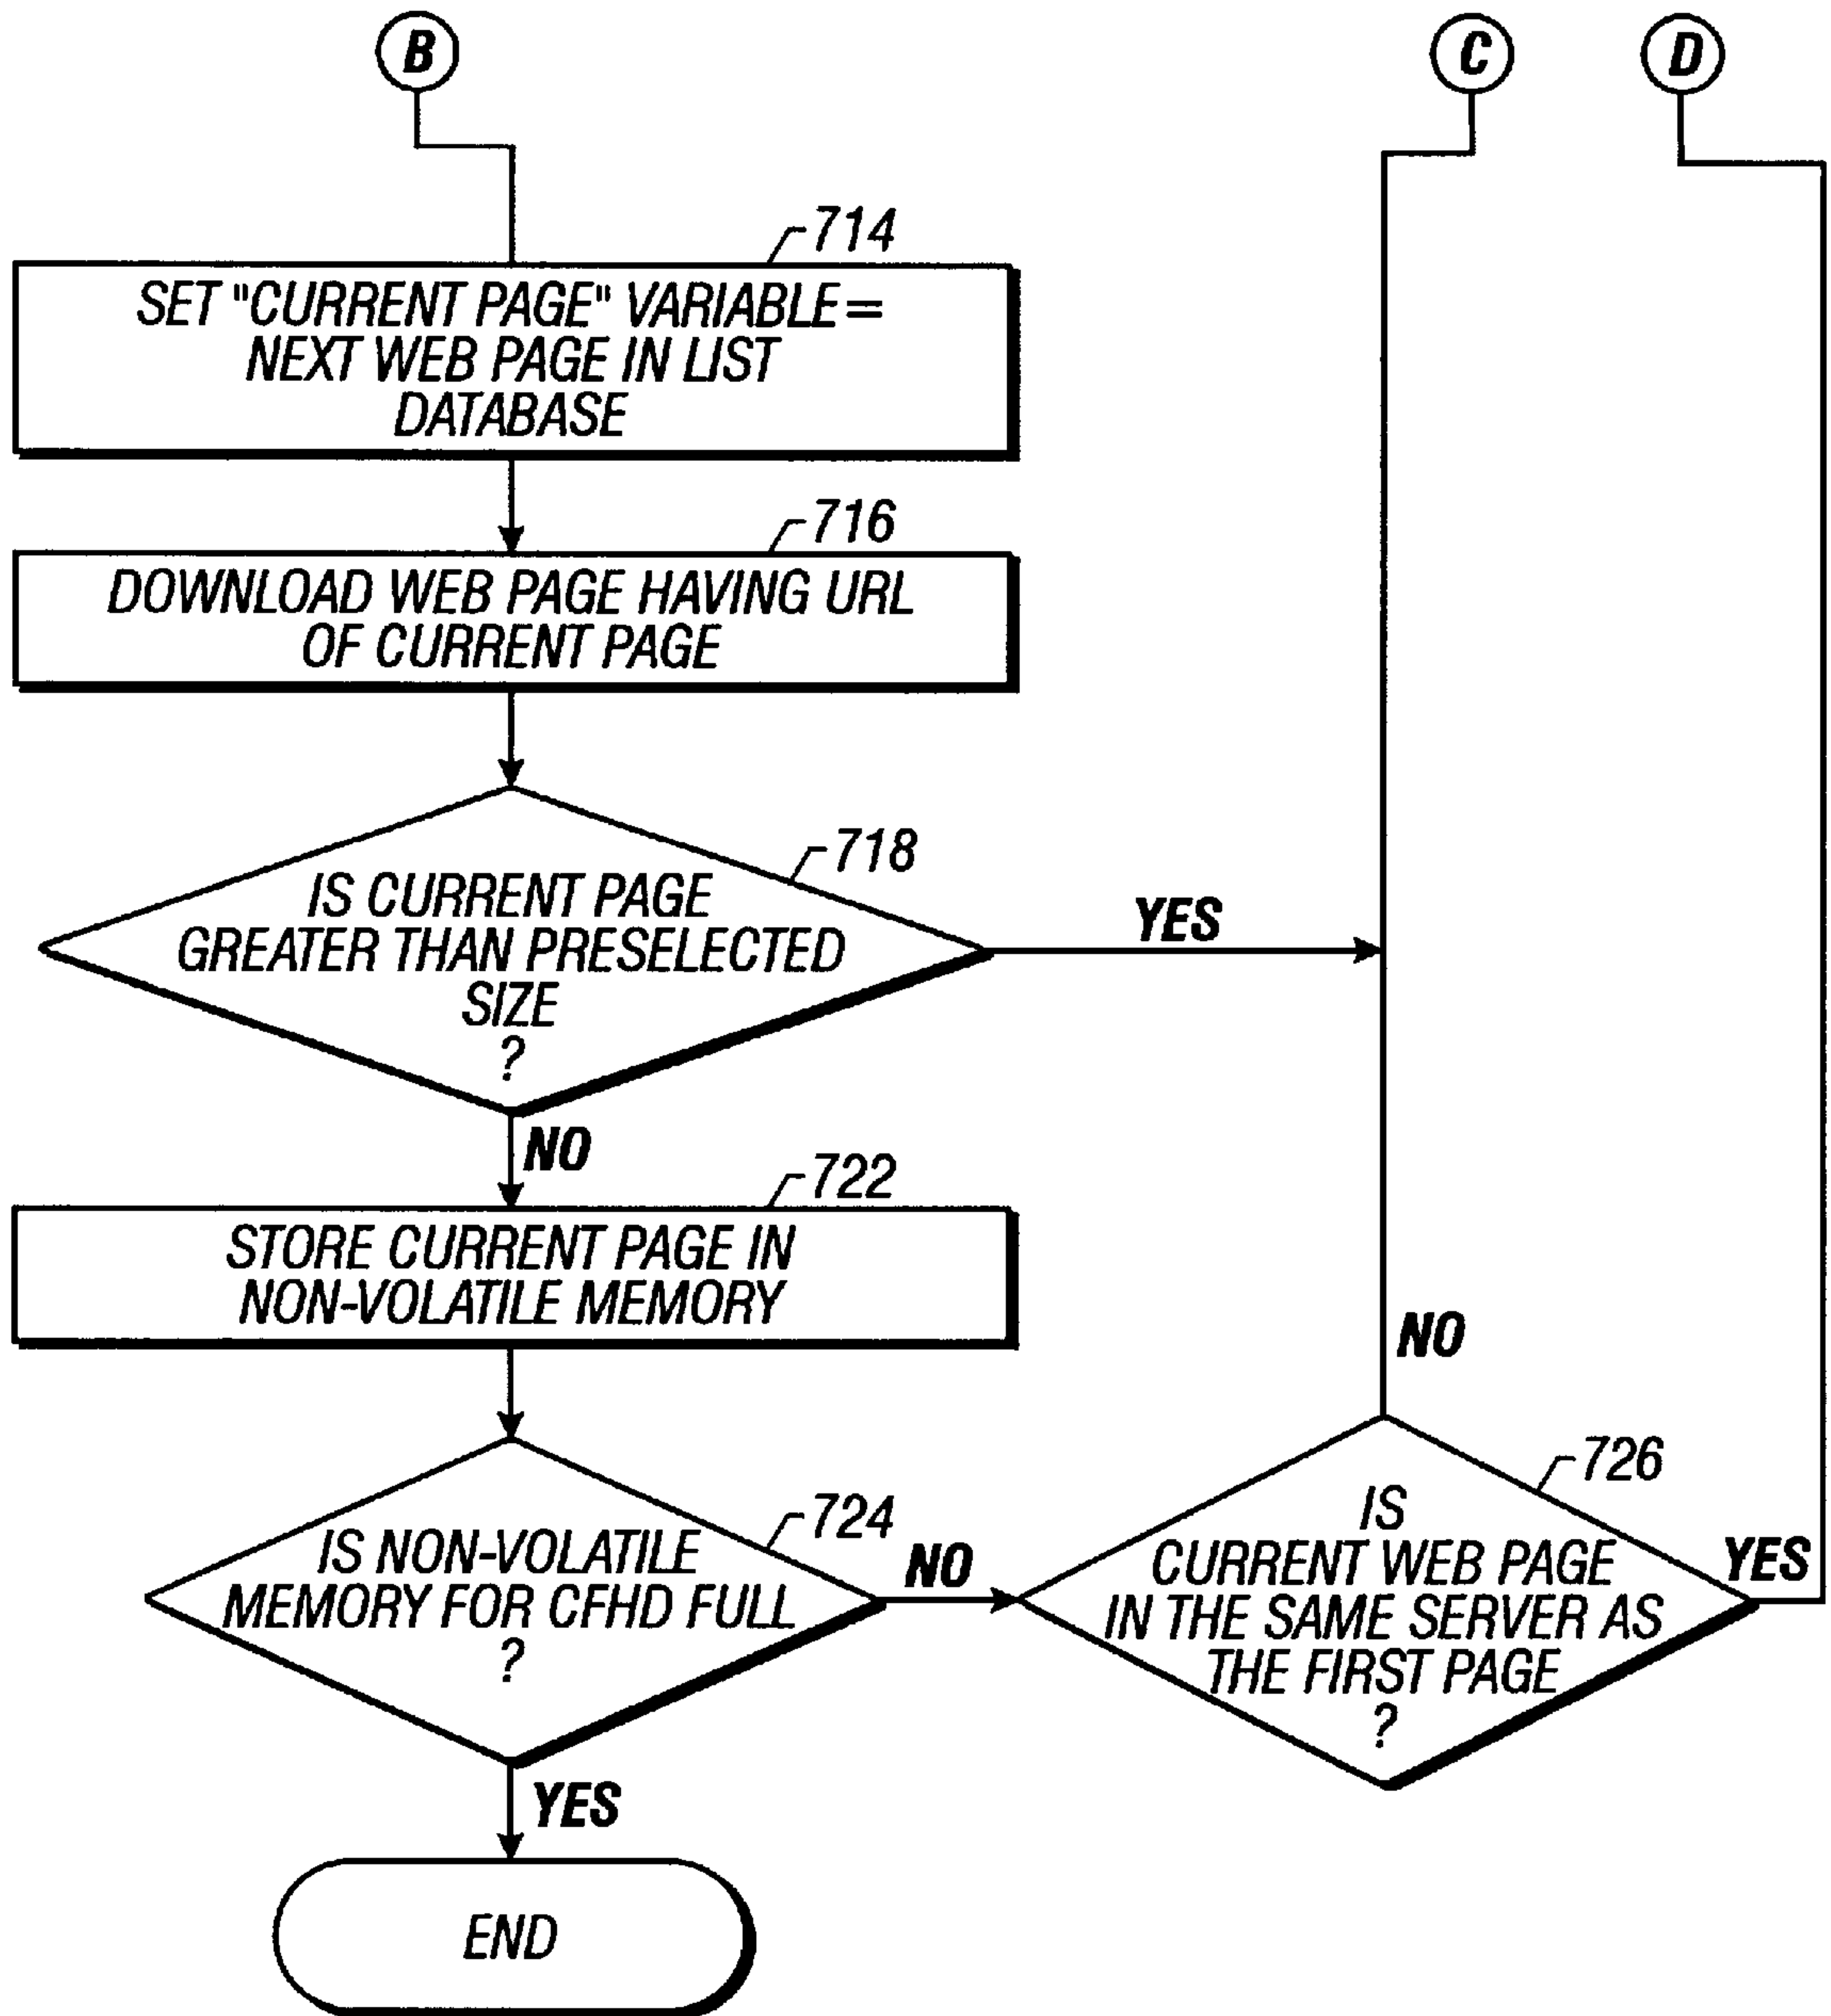 B
C
D
714
SET "CURRENT PAGE" VARIABLE=
NEXT WEB PAGE IN LIST
DATABASE
716
DOWNLOAD WEB PAGE HAVING URL
OF CURRENT PAGE
718
IS CURRENT PAGE
GREATER THAN PRESELECTED
SIZE
?
YES
NO
722
STORE CURRENT PAGE IN
NON-VOLATILE MEMORY
NO
724
IS NON-VOLATILE
MEMORY FOR CFHD FULL
?
NO
726
IS
CURRENT WEB PAGE
IN THE SAME SERVER AS
THE FIRST PAGE
?
YES
YES
END